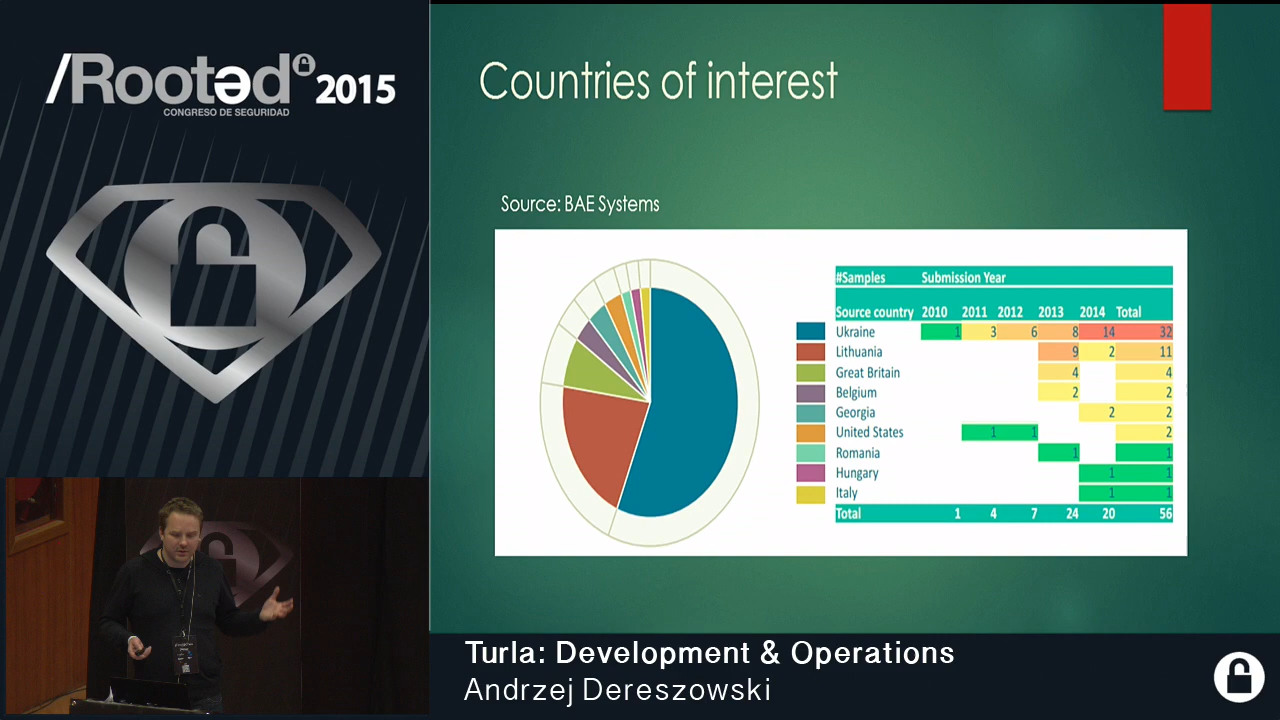 /Rootəd 2015
CONGRESO DE SEGURIDAD
Countries of interest
Source: BAE Systems
#Samples Submission Year
Source country 2010 2011 2012 2013 2014 Total
Ukraine 1 3 6 8 14 32
Lithuania 9 2 11
Great Britain 4 4
Belgium 2 2
Georgia 2 2
United States 1 1 2
Romania 1 1
Hungary 1 1
Italy 1 1
Total 1 4 7 24 20 56
Turla: Development & Operations
Andrzej Dereszowski